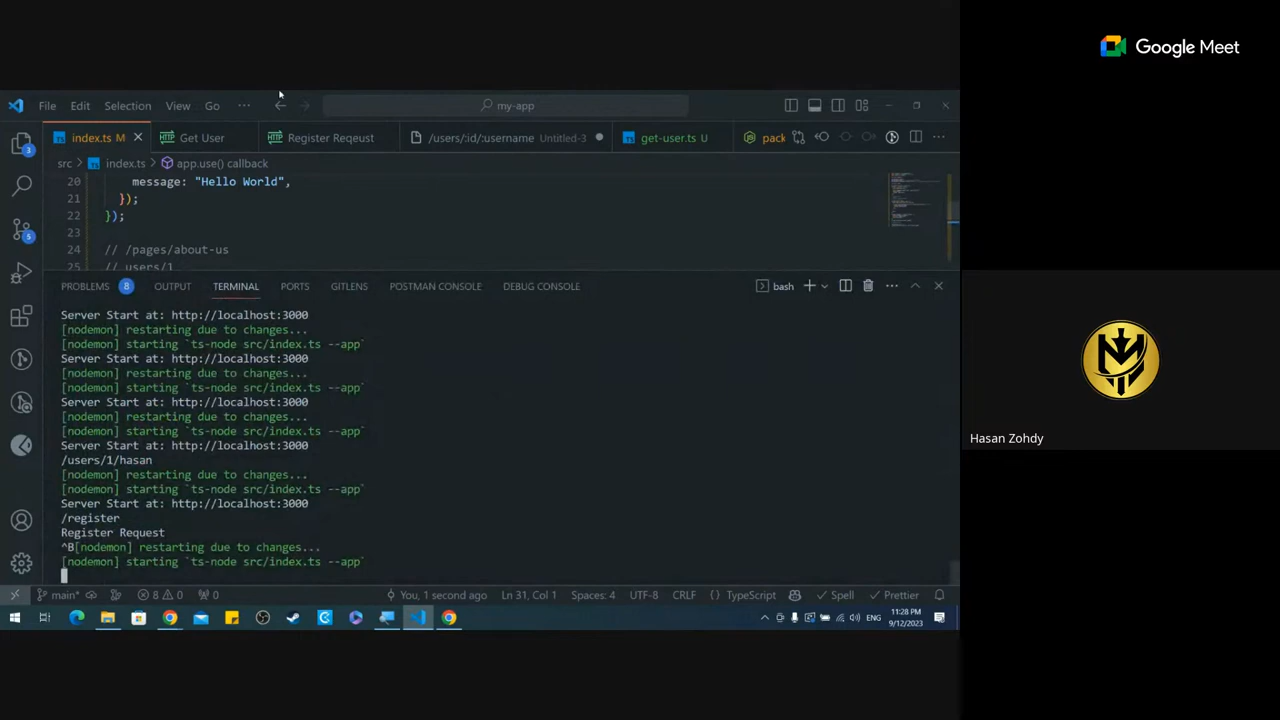 Google Meet
File Edit Selection View Go ··· my-app
index.ts M Get User Register Reqeust /users/:id/:username Untitled-3 get-user.ts U pack
src index.ts app.use() callback
20 message: "Hello World",
21 });
22 });
23
24 // /pages/about-us
25 // users/1
PROBLEMS 8 OUTPUT TERMINAL PORTS GITLENS POSTMAN CONSOLE DEBUG CONSOLE bash
Server Start at: http://localhost:3000
[nodemon] restarting due to changes...
[nodemon] starting `ts-node src/index.ts --app`
Server Start at: http://localhost:3000
[nodemon] restarting due to changes...
[nodemon] starting `ts-node src/index.ts --app`
Server Start at: http://localhost:3000
[nodemon] restarting due to changes...
[nodemon] starting `ts-node src/index.ts --app`
Server Start at: http://localhost:3000
/users/1/hasan
[nodemon] restarting due to changes...
[nodemon] starting `ts-node src/index.ts --app`
Server Start at: http://localhost:3000
/register
Register Request
^B[nodemon] restarting due to changes...
[nodemon] starting `ts-node src/index.ts --app`
Hasan Zohdy
3
5
main* 8 0 0 You, 1 second ago Ln 31, Col 1 Spaces: 4 UTF-8 CRLF {} TypeScript Spell Prettier
ENG 11:28 PM
9/12/2023